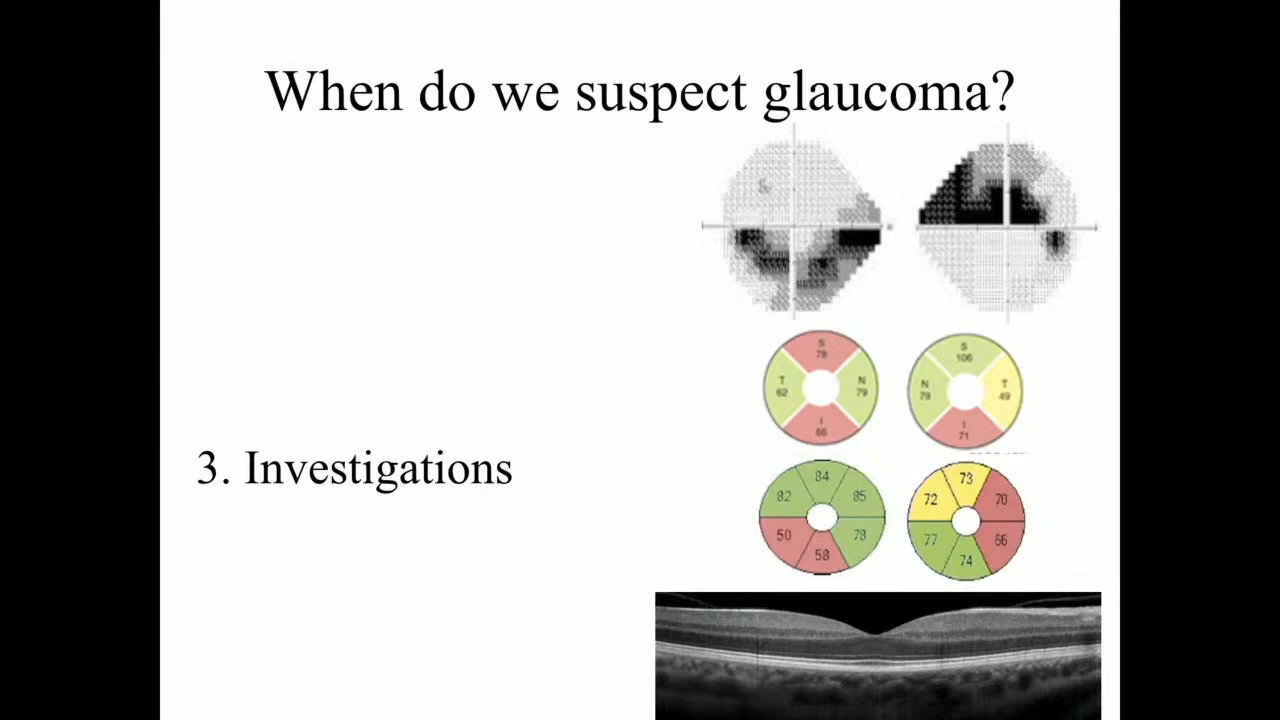 When do we suspect glaucoma?
S
78
T
62
N
79
I
66
S
106
N
79
T
49
I
71
3. Investigations
84
82
85
50
78
58
73
72
70
77
66
74